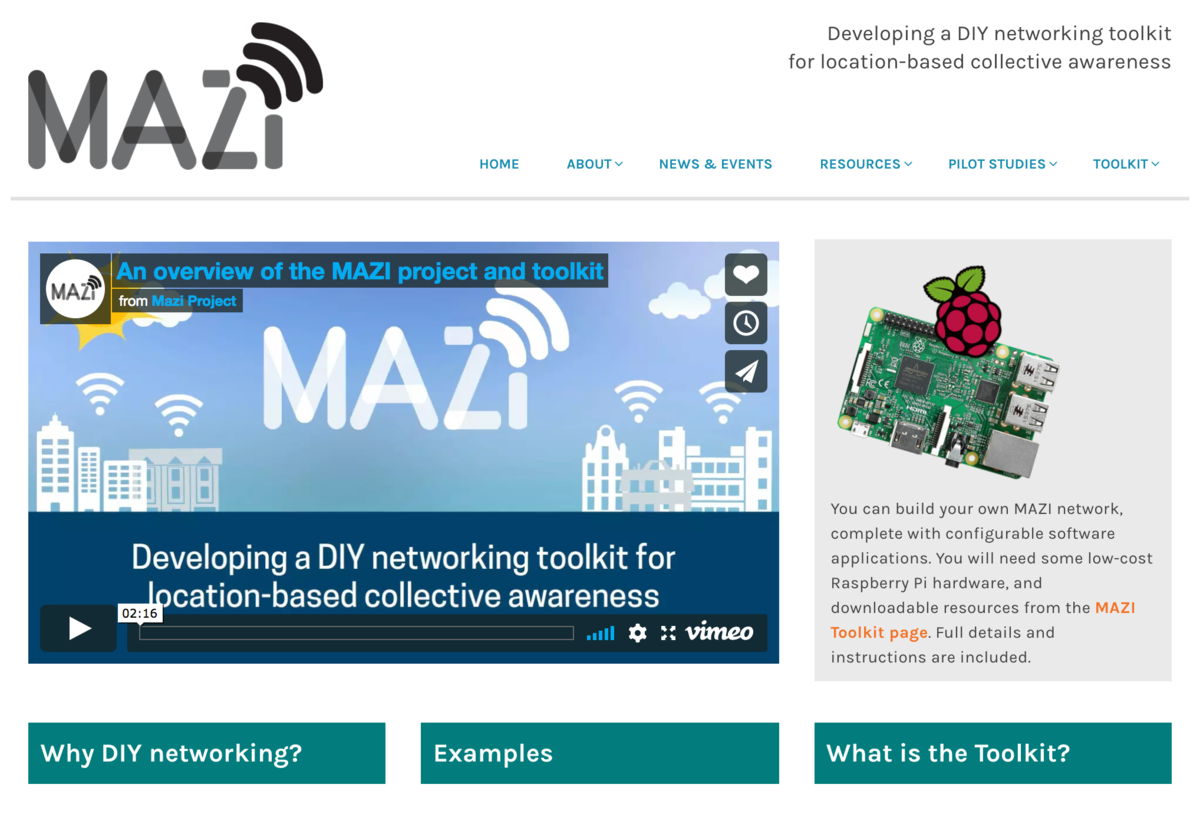 MAZi
Developing a DIY networking toolkit
for location-based collective awareness
HOME
ABOUT
NEWS & EVENTS
RESOURCES
PILOT STUDIES
TOOLKIT
MAZi
An overview of the MAZI project and toolkit
from Mazi Project
MAZi
Developing a DIY networking toolkit for
location-based collective awareness
02:16
vimeo
You can build your own MAZI network,
complete with configurable software
applications. You will need some low-cost
Raspberry Pi hardware, and
downloadable resources from the MAZI
Toolkit page. Full details and
instructions are included.
Why DIY networking?
Examples
What is the Toolkit?